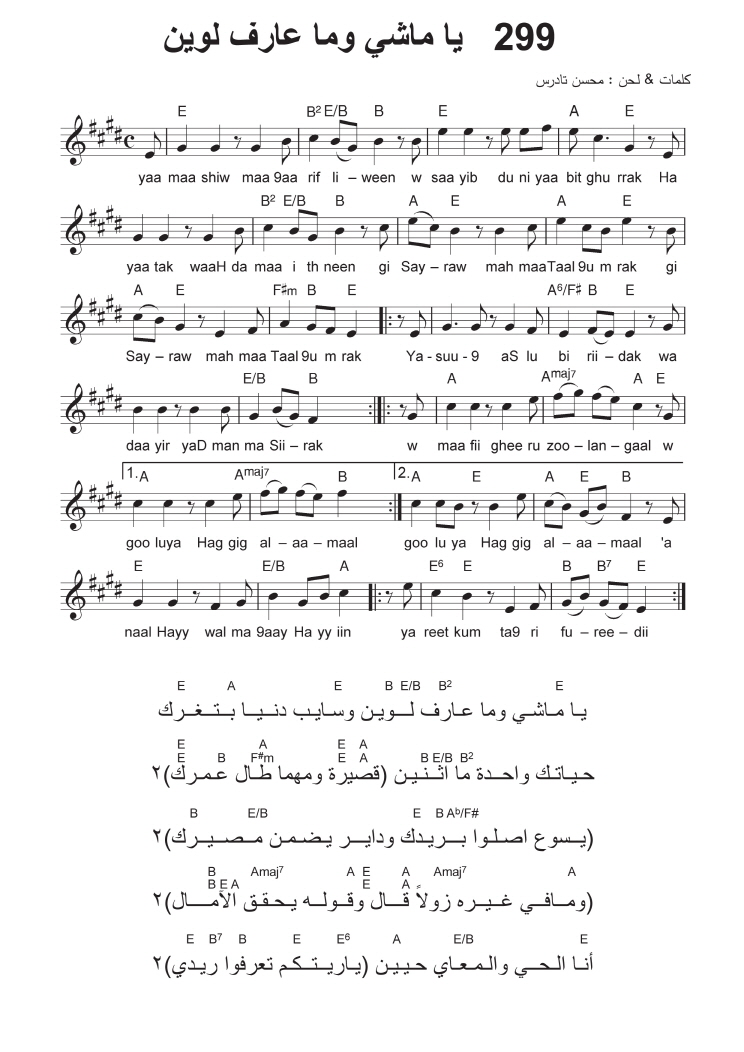 299 يا ماشي وما عارف لوين
كلمات & لحن : محسن تادرس
E B2 E/B B E A E
yaa maa shiw maa 9aa rif li – ween w saa yib du ni yaa bit ghu rrak Ha
B2 E/B B A E A E
yaa tak waaH da maa i th neen gi Say – raw mah maaTaal 9u m rak gi
A E F#m B E A6/F# B E
Say – raw mah maa Taal 9u m rak Ya - suu - 9 aS lu bi rii – dak wa
E/B B A Amaj7 A E
daa yir yaD man ma Sii – rak w maa fii ghee ru zoo – lan – gaal w
1. A Amaj7 B 2. A E A E B
goo luya Hag gig al – aa – maal goo lu ya Hag gig al – aa – maal 'a
E E/B A E6 E B B7 E
naal Hayy wal ma 9aay Ha yy iin ya reet kum ta9 ri fu – ree – dii
E A E B E/B B2 E
يا ماشي وما عارف لوين وسايب دنيا بتغرك
E A E A
E B F#m E A B E/B B2
حياتك واحدة ما اثنين (قصيرة ومهما طال عمرك)٢
B E/B E B Ab/F#
(يسوع اصلوا بريدك وداير يضمن مصيرك)٢
B Amaj7 A E A Amaj7 A
B E A E A
(ومافي غيره زولاً قال وقوله يحقق الآمال)٢
E B7 B E E6 A E/B E
أنا الحي والمعاي حيين (ياريتكم تعرفوا ريدي)٢